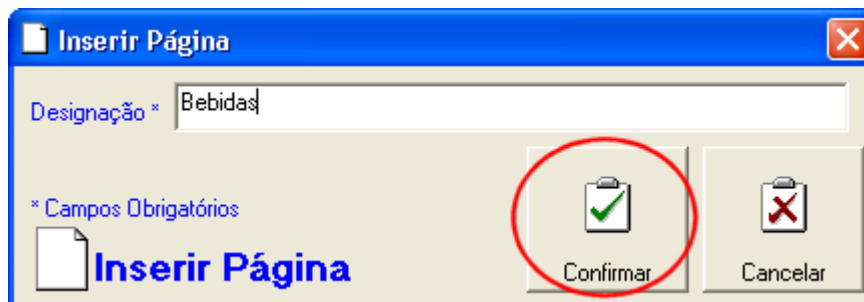 Inserir Página
Designação * Bebidas
* Campos Obrigatórios
Inserir Página
Confirmar
Cancelar